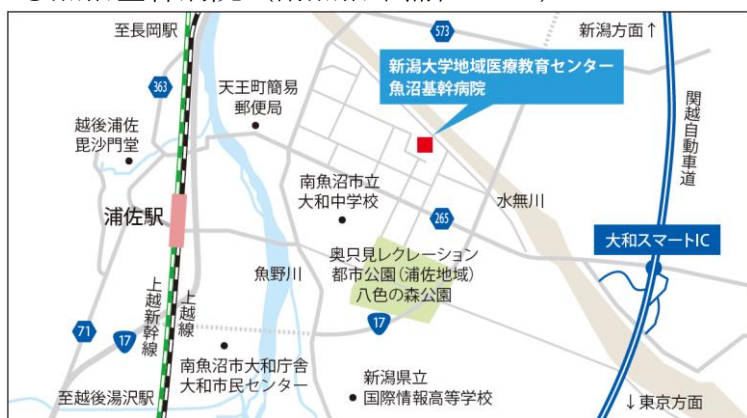 至長岡駅
573
新潟方面↑
新潟大学地域医療教育センター
魚沼基幹病院
363
天王町簡易
郵便局
関越自動車道
越後浦佐
毘沙門堂
南魚沼市立
大和中学校
水無川
265
浦佐駅
大和スマートIC
奥只見レクレーション
都市公園(浦佐地域)
八色の森公園
魚野川
上越新幹線
上越線
71
17
17
南魚沼市大和庁舎
大和市民センター
新潟県立
国際情報高等学校
至越後湯沢駅
↓東京方面